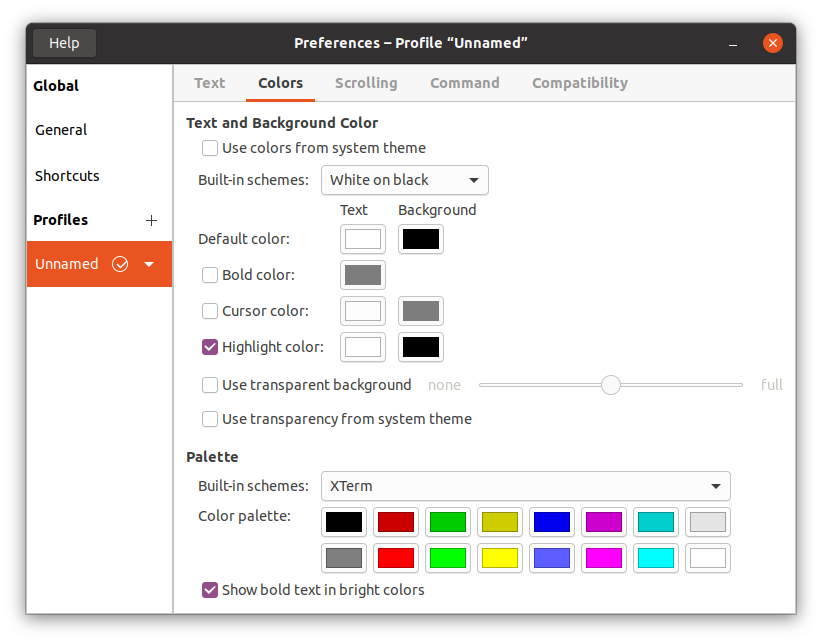 Help
Preferences – Profile “Unnamed”
Global
General
Shortcuts
Profiles
Unnamed
Text Colors Scrolling Command Compatibility
Text and Background Color
Use colors from system theme
Built-in schemes: White on black
Text Background
Default color:
Bold color:
Cursor color:
Highlight color:
Use transparent background none full
Use transparency from system theme
Palette
Built-in schemes: XTerm
Color palette:
Show bold text in bright colors